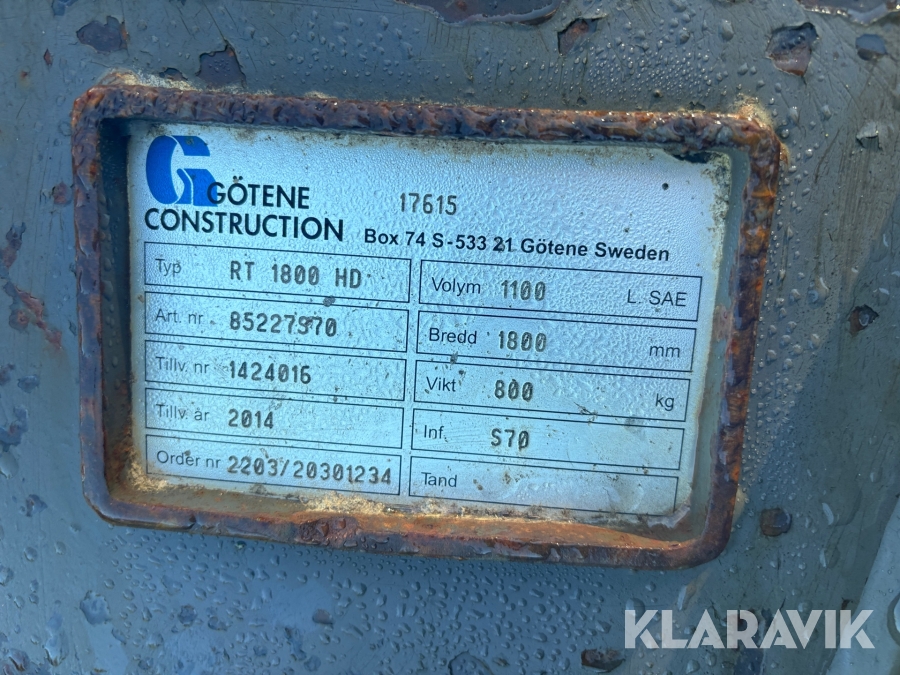 GÖTENE
CONSTRUCTION
17615
Box 74 S-533 21 Götene Sweden
Typ RT 1800 HD
Volym 1100 L. SAE
Art. nr 85227970
Bredd 1800 mm
Tillv. nr 1424016
Vikt 800 kg
Tillv. år 2014
Inf. S70
Order nr 2203/20301234
Tand
KLARAVIK